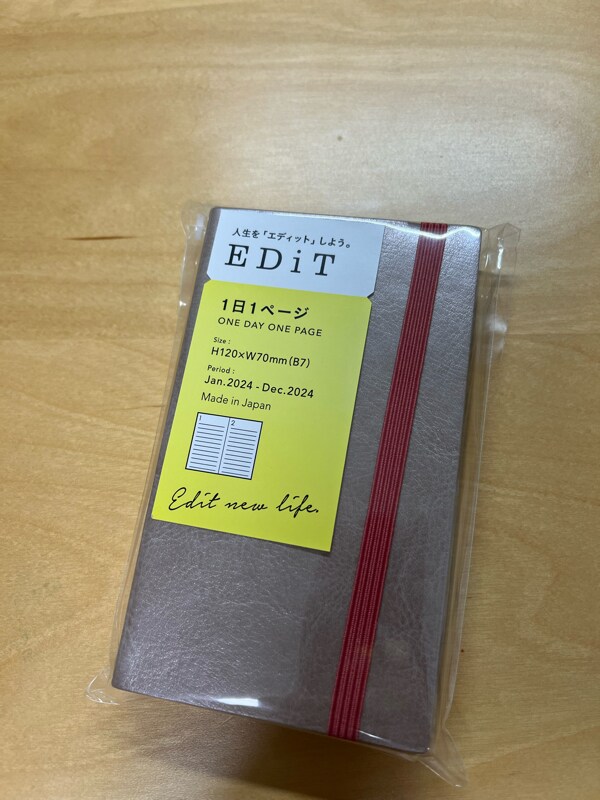 人生を「エディット」しよう。
EDiT
1日1ページ
ONE DAY ONE PAGE
Size :
H120×W70mm(B7)
Period :
Jan.2024 - Dec.2024
Made in Japan
1 2
Edit new life.